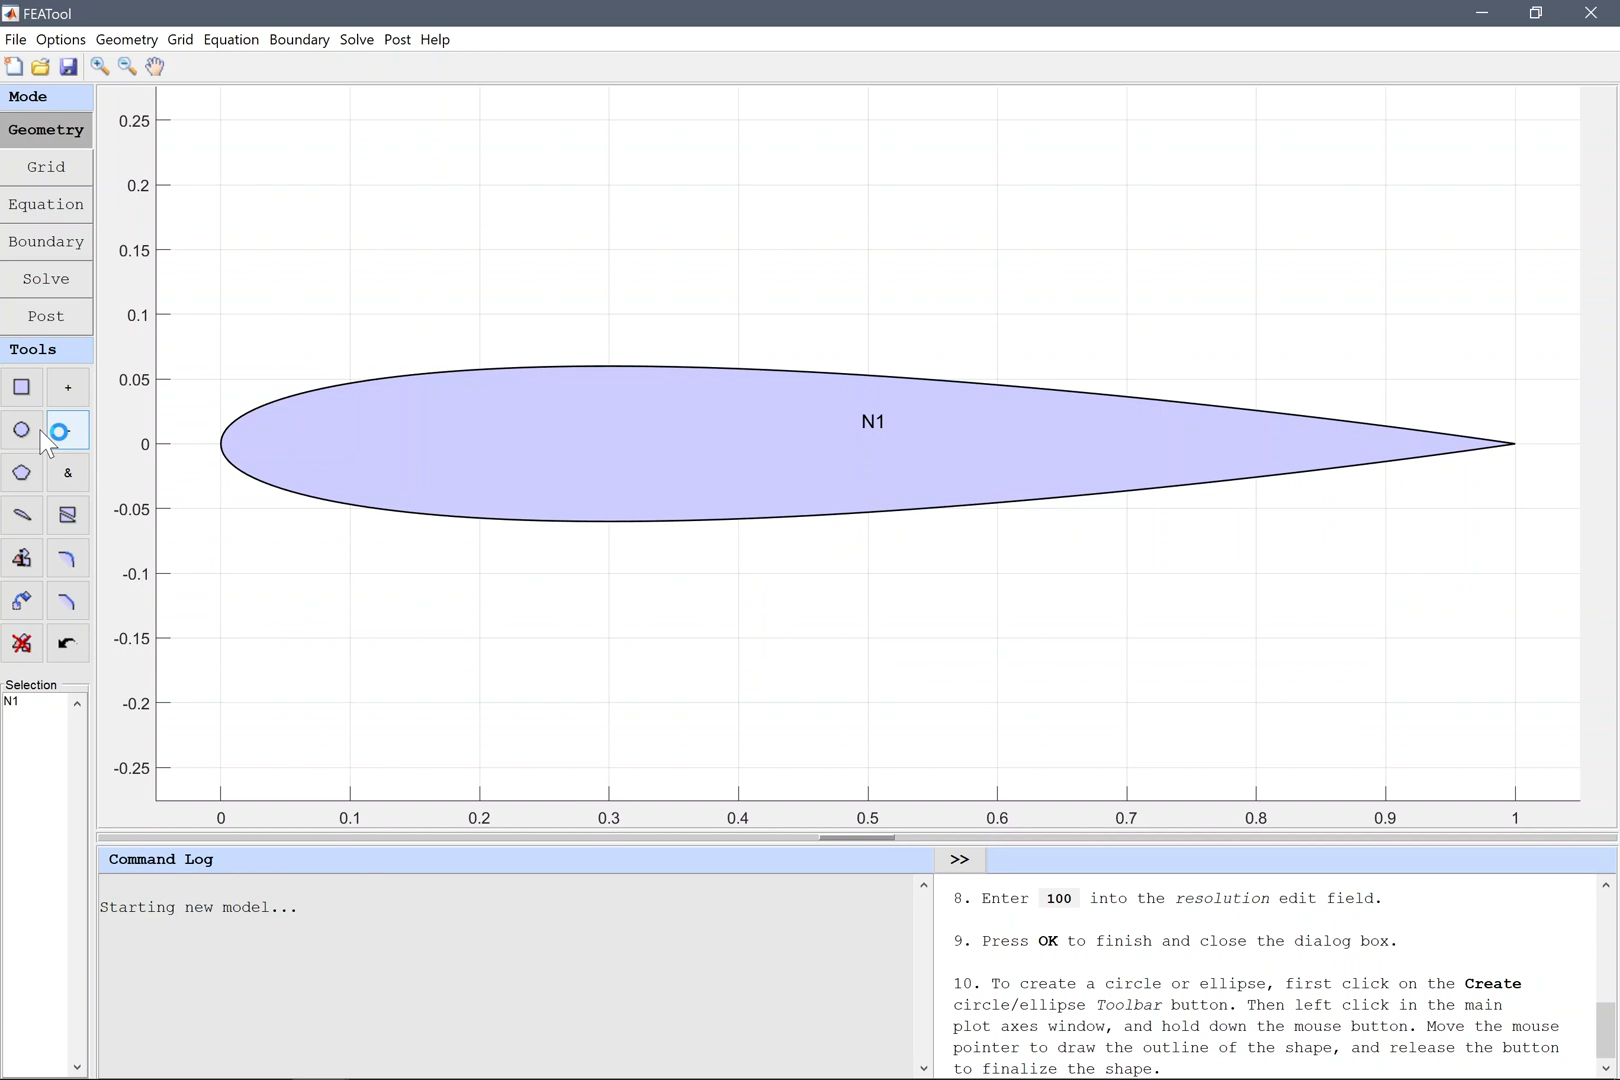 FEATool
File Options Geometry Grid Equation Boundary Solve Post Help
Mode
Geometry
Grid
Equation
Boundary
Solve
Post
Tools
+
&
Selection
N1
0.25
0.2
0.15
0.1
0.05
0
-0.05
-0.1
-0.15
-0.2
-0.25
N1
0 0.1 0.2 0.3 0.4 0.5 0.6 0.7 0.8 0.9 1
Command Log
Starting new model...
>>
8. Enter 100 into the resolution edit field.
9. Press OK to finish and close the dialog box.
10. To create a circle or ellipse, first click on the Create
circle/ellipse Toolbar button. Then left click in the main
plot axes window, and hold down the mouse button. Move the mouse
pointer to draw the outline of the shape, and release the button
to finalize the shape.